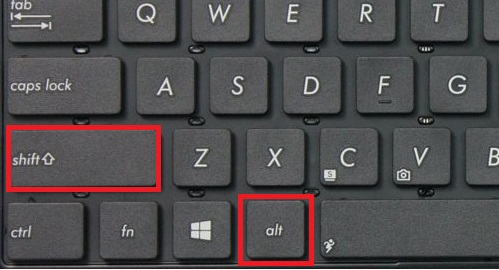 tab Q W E R T
caps lock A S D F G
shift Z X C V B
S
ctrl fn alt